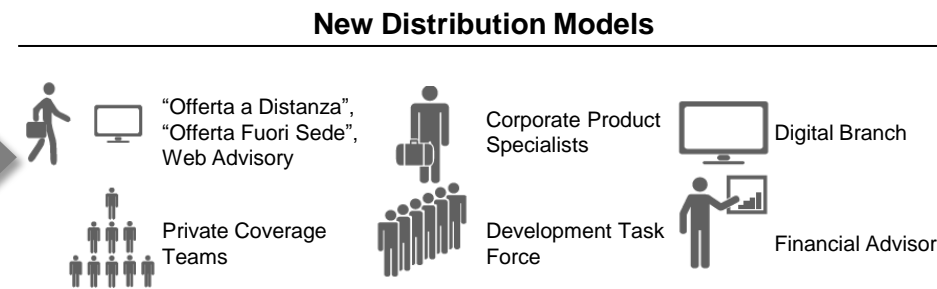 New Distribution Models
“Offerta a Distanza”,
“Offerta Fuori Sede”,
Web Advisory
Corporate Product
Specialists
Digital Branch
Private Coverage
Teams
Development Task
Force
Financial Advisor